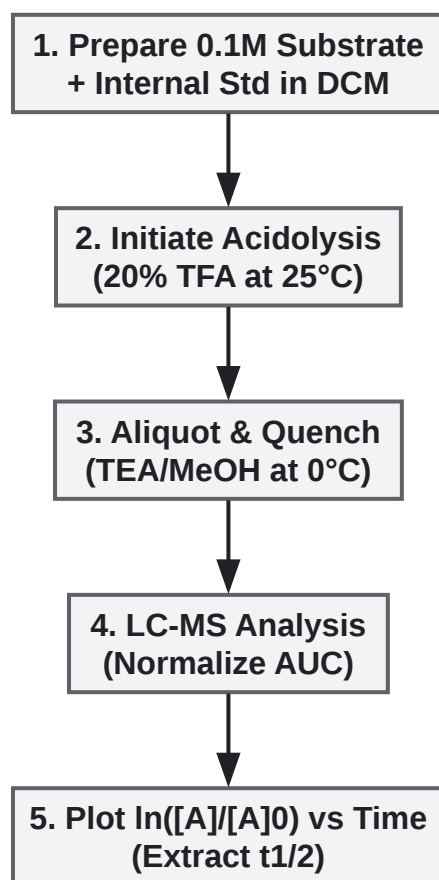 1. Prepare 0.1M Substrate
+ Internal Std in DCM
2. Initiate Acidolysis
(20% TFA at 25°C)
3. Aliquot & Quench
(TEA/MeOH at 0°C)
4. LC-MS Analysis
(Normalize AUC)
5. Plot ln([A]/[A]0) vs Time
(Extract t1/2)